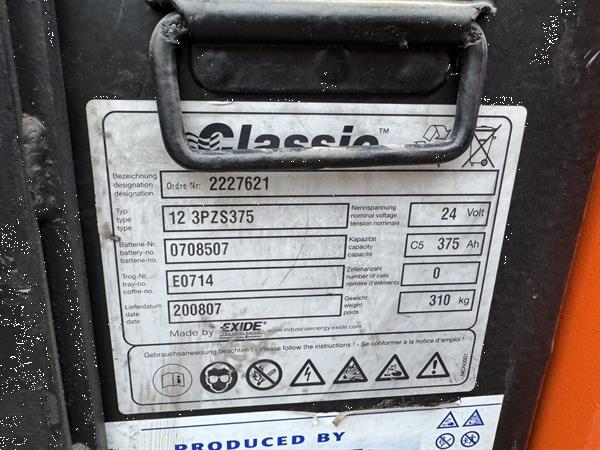 Classic™
Bezeichnung
designation
désignation
Ordre Nr: 2227621
Typ
type
type
12 3PZS375
Nennspannung
nominal voltage
tension nominale
24 Volt
Batterie-Nr.
battery-no.
batterie-no.
0708507
Kapazität
capacity
capacite
C5 375 Ah
Trog-Nr.
tray-no.
coffre-no.
E0714
Zellenanzahl
number of cells
nombre d'éléments
0
Lieferdatum
date
date
200807
Gewicht
weight
poids
310 kg
Made by EXIDE www.industrialenergy.exide.com
Gebrauchsanweisung beachten! - Please follow the instructions! - Se conformer a la notice d'emploi!
PRODUCED BY